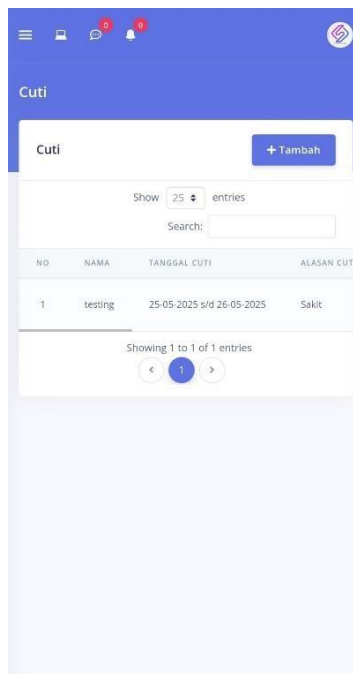 0 0
Cuti
Cuti + Tambah
Show 25 entries
Search:
NO NAMA TANGGAL CUTI ALASAN CUT
1 testing 25-05-2025 s/d 26-05-2025 Sakit
Showing 1 to 1 of 1 entries
< 1 >